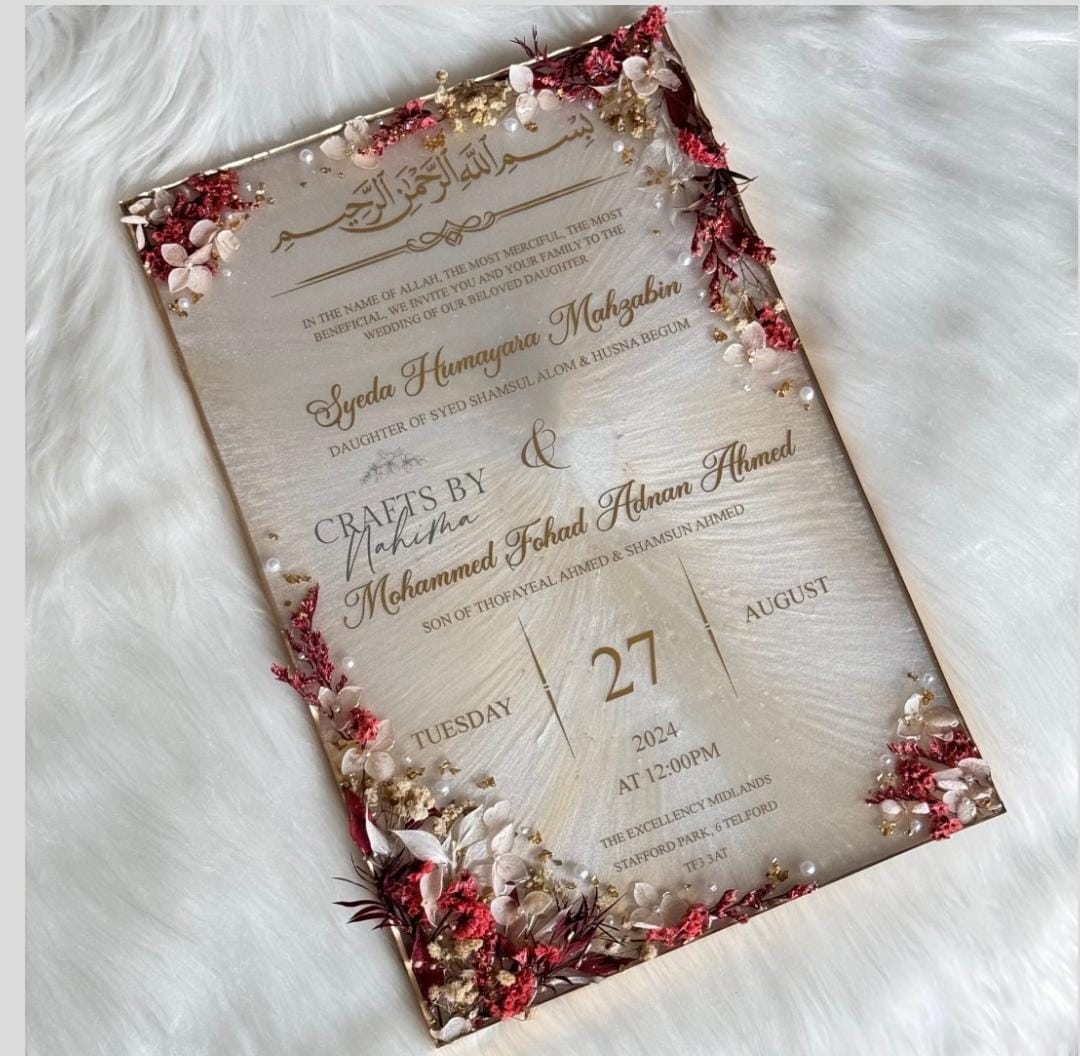 بِسْمِ اللَّهِ الرَّحْمَنِ الرَّحِيمِ
IN THE NAME OF ALLAH, THE MOST MERCIFUL, THE MOST
BENEFICIAL, WE INVITE YOU AND YOUR FAMILY TO THE
WEDDING OF OUR BELOVED DAUGHTER
Syeda Humayara Mahzabin
DAUGHTER OF SYED SHAMSUL ALOM & HUSNA BEGUM
&
CRAFTS BY
Nahima
Mohammed Fohad Adnan Ahmed
SON OF THOFAYEAL AHMED & SHAMSUN AHMED
TUESDAY
27
AUGUST
2024
AT 12:00PM
THE EXCELLENCY MIDLANDS
STAFFORD PARK, 6 TELFORD
TF3 3AT